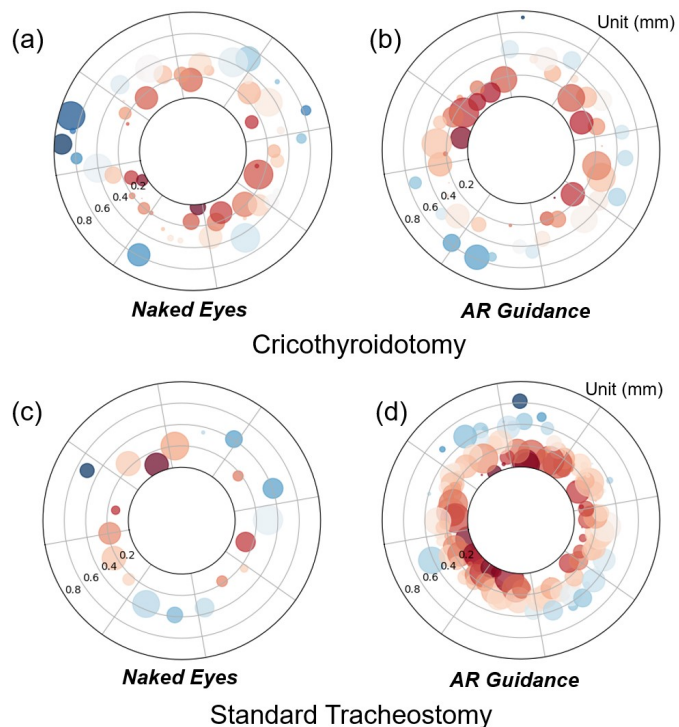 (a)
(b)
Unit (mm)
0.2
0.4
0.6
0.8
0.2
0.4
0.6
0.8
Naked Eyes
AR Guidance
Cricothyroidotomy
(c)
(d)
Unit (mm)
0.2
0.4
0.6
0.8
0.2
0.4
0.6
0.8
Naked Eyes
AR Guidance
Standard Tracheostomy